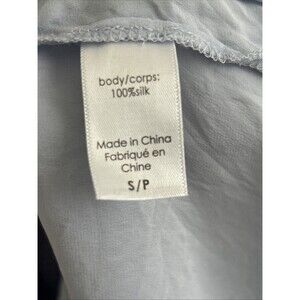 body/corps:
100%silk
Made in China
Fabriqué en
Chine
S/P